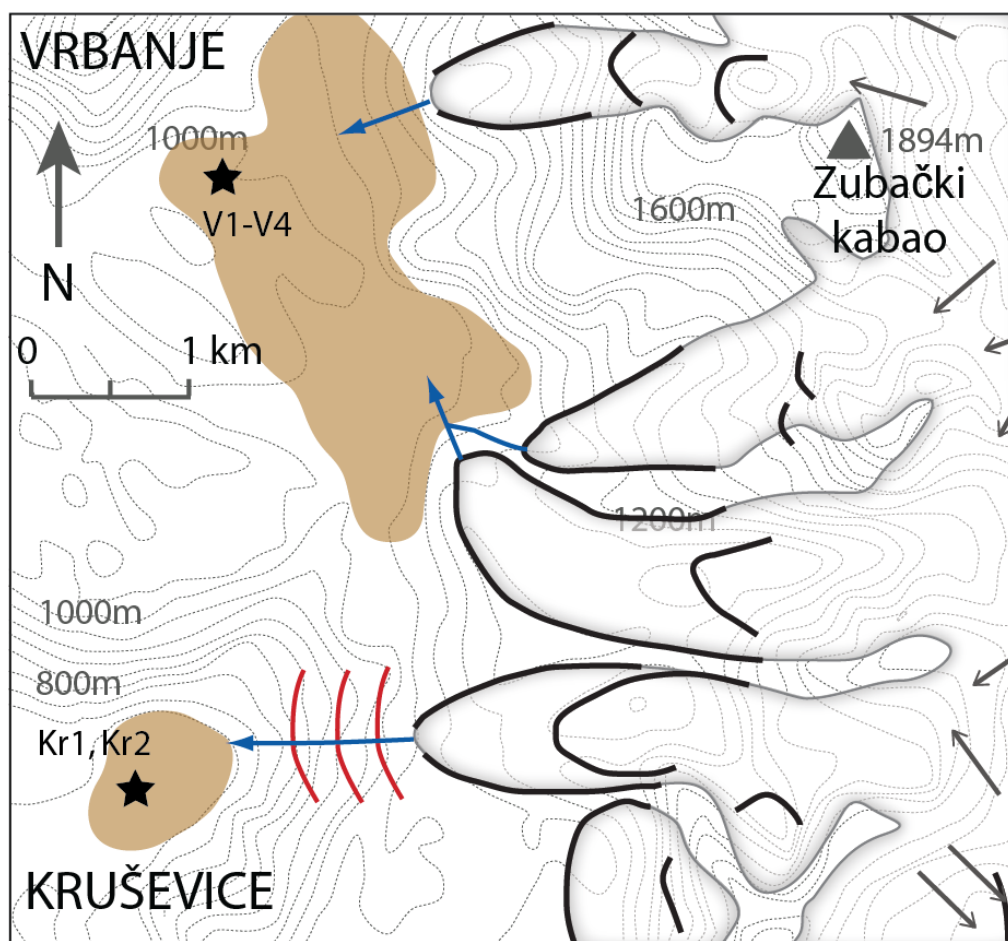 VRBANJE
1000m
1894m
Zubački
kabao
V1-V4
1600m
N
0
1 km
1200m
1000m
800m
Kr1, Kr2
KRUŠEVICE